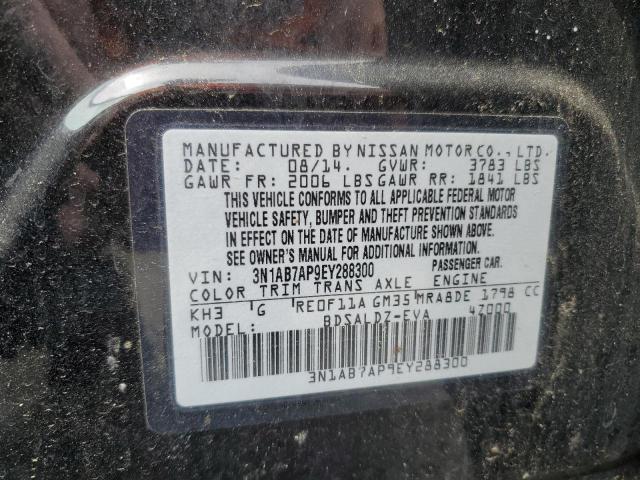 MANUFACTURED BY NISSAN MOTOR CO., LTD.
DATE: 08/14. GVWR: 3783 LBS
GAWR FR: 2006 LBS GAWR RR: 1841 LBS
THIS VEHICLE CONFORMS TO ALL APPLICABLE FEDERAL MOTOR
VEHICLE SAFETY, BUMPER AND THEFT PREVENTION STANDARDS
IN EFFECT ON THE DATE OF MANUFACTURE SHOWN ABOVE.
SEE OWNER'S MANUAL FOR ADDITIONAL INFORMATION.
VIN: 3N1AB7AP9EY288300 PASSENGER CAR.
COLOR TRIM TRANS AXLE ENGINE
KH3 G RE0F11A GM35 MRA8DE 1798 CC
MODEL: BDSALDZ-EVA 4Z000
3N1AB7AP9EY288300